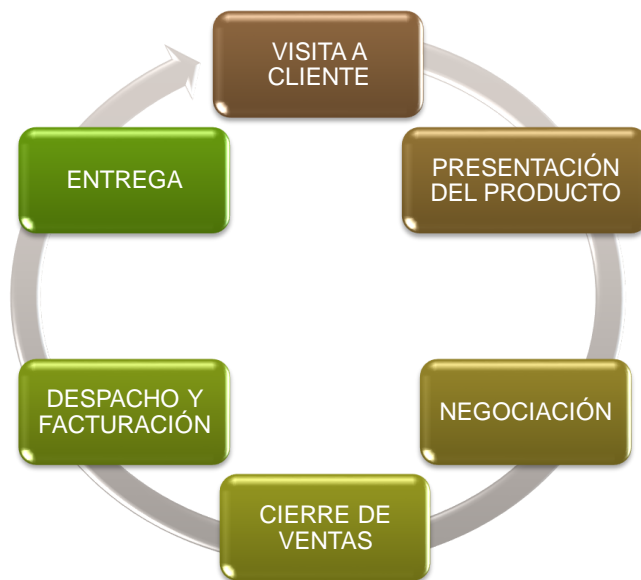 VISITA A
CLIENTE
PRESENTACIÓN
DEL PRODUCTO
NEGOCIACIÓN
CIERRE DE
VENTAS
DESPACHO Y
FACTURACIÓN
ENTREGA